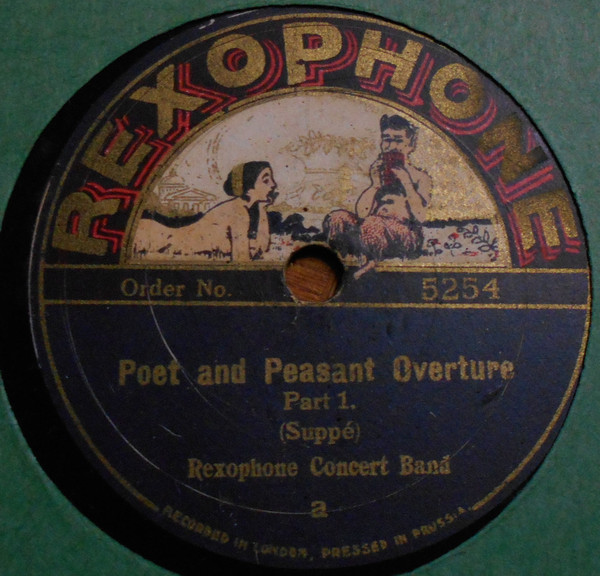 REXOPHONE
Order No. 5254
Poet and Peasant Overture
Part 1.
(Suppé)
Rexophone Concert Band
a
RECORDED IN LONDON, PRESSED IN PRUSSIA